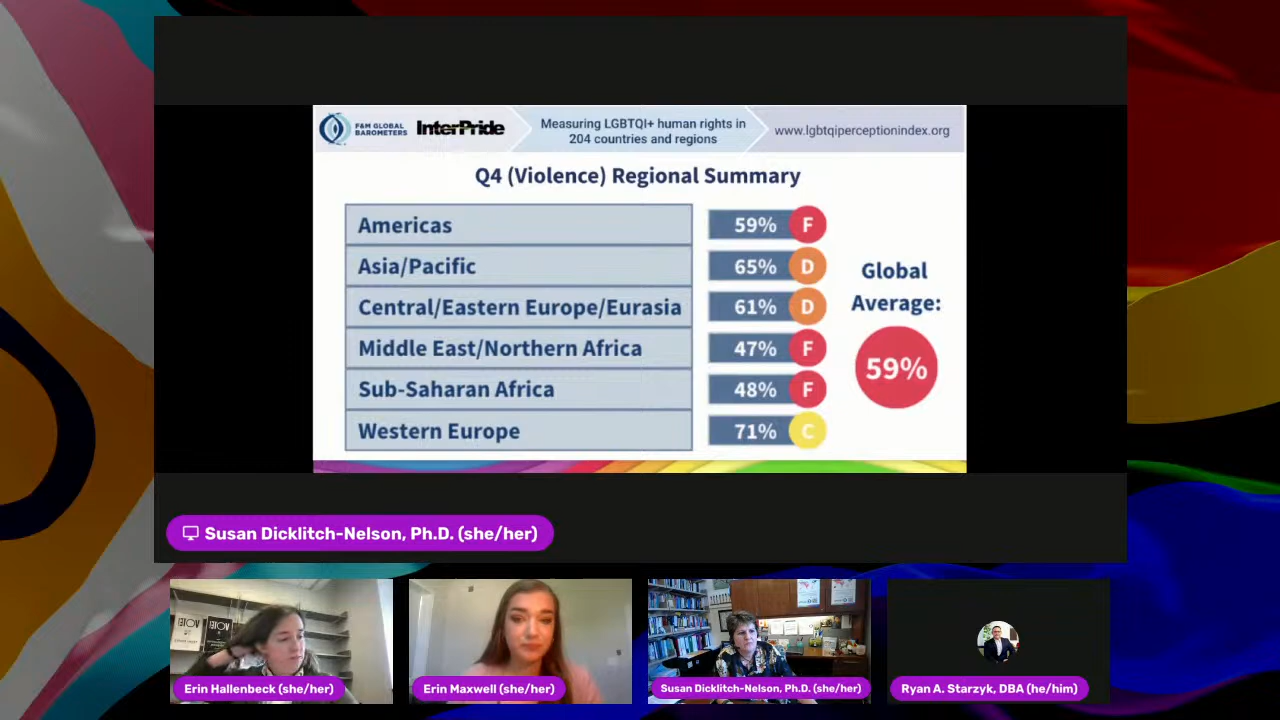 F&M GLOBAL
BAROMETERS
InterPride
Measuring LGBTQI+ human rights in
204 countries and regions
www.lgbtqiperceptionindex.org
Q4 (Violence) Regional Summary
Americas 59% F
Asia/Pacific 65% D
Central/Eastern Europe/Eurasia 61% D
Middle East/Northern Africa 47% F
Sub-Saharan Africa 48% F
Western Europe 71% C
Global
Average:
59%
Susan Dicklitch-Nelson, Ph.D. (she/her)
VOTE
VOTE
Erin Hallenbeck (she/her)
Erin Maxwell (she/her)
Susan Dicklitch-Nelson, Ph.D. (she/her)
Ryan A. Starzyk, DBA (he/him)